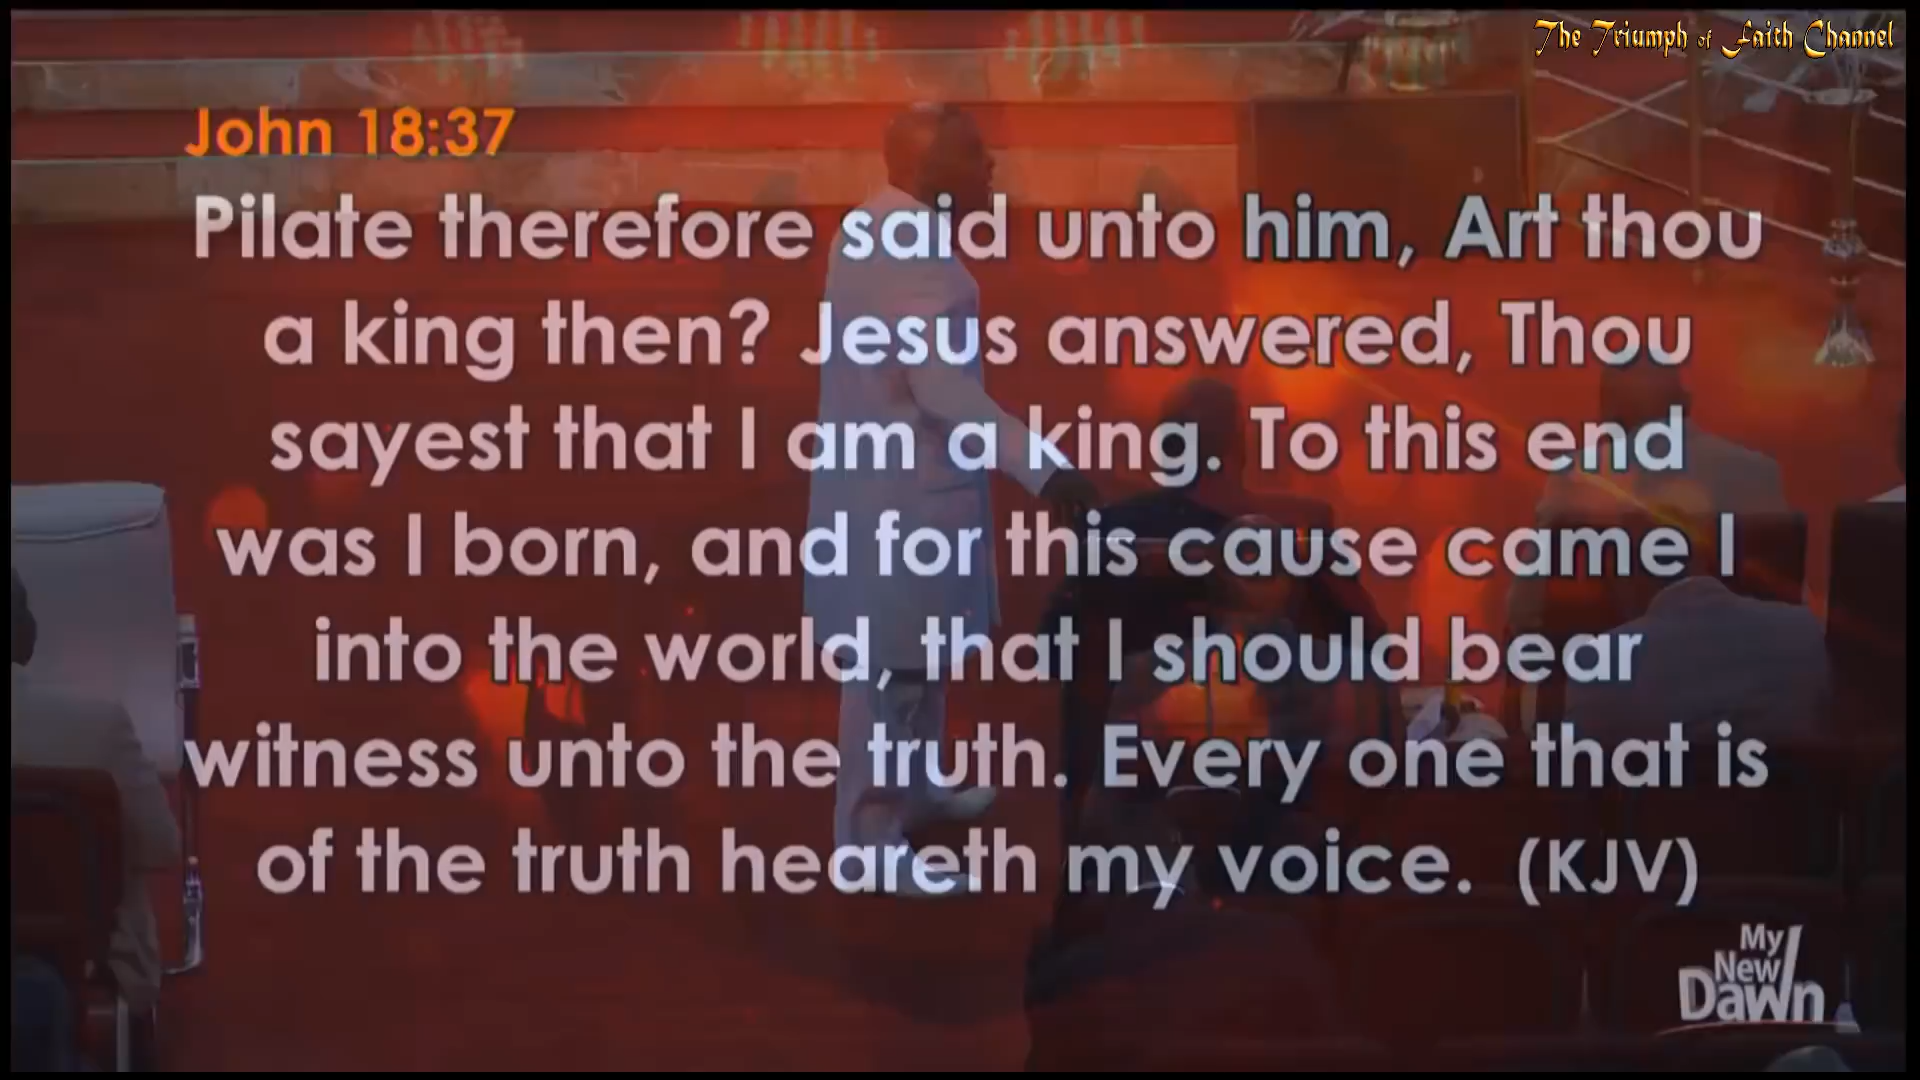 The Triumph of Faith Channel
John 18:37
Pilate therefore said unto him, Art thou
a king then? Jesus answered, Thou
sayest that I am a king. To this end
was I born, and for this cause came I
into the world, that I should bear
witness unto the truth. Every one that is
of the truth heareth my voice. (KJV)
My
New
Dawn